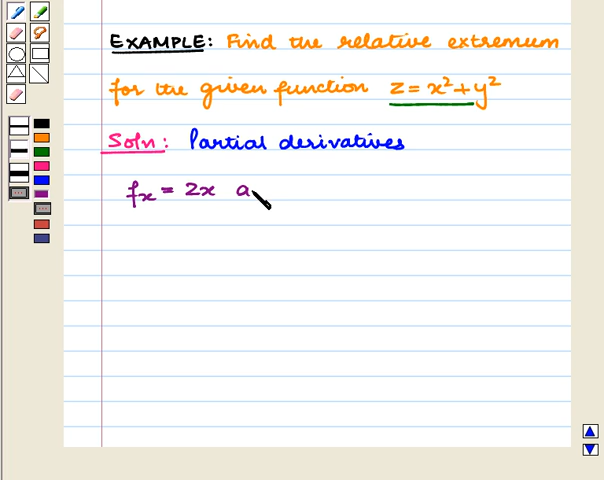 EXAMPLE: Find the relative extremum
for the given function z = x² + y²
Soln: Partial derivatives
fₓ = 2x a